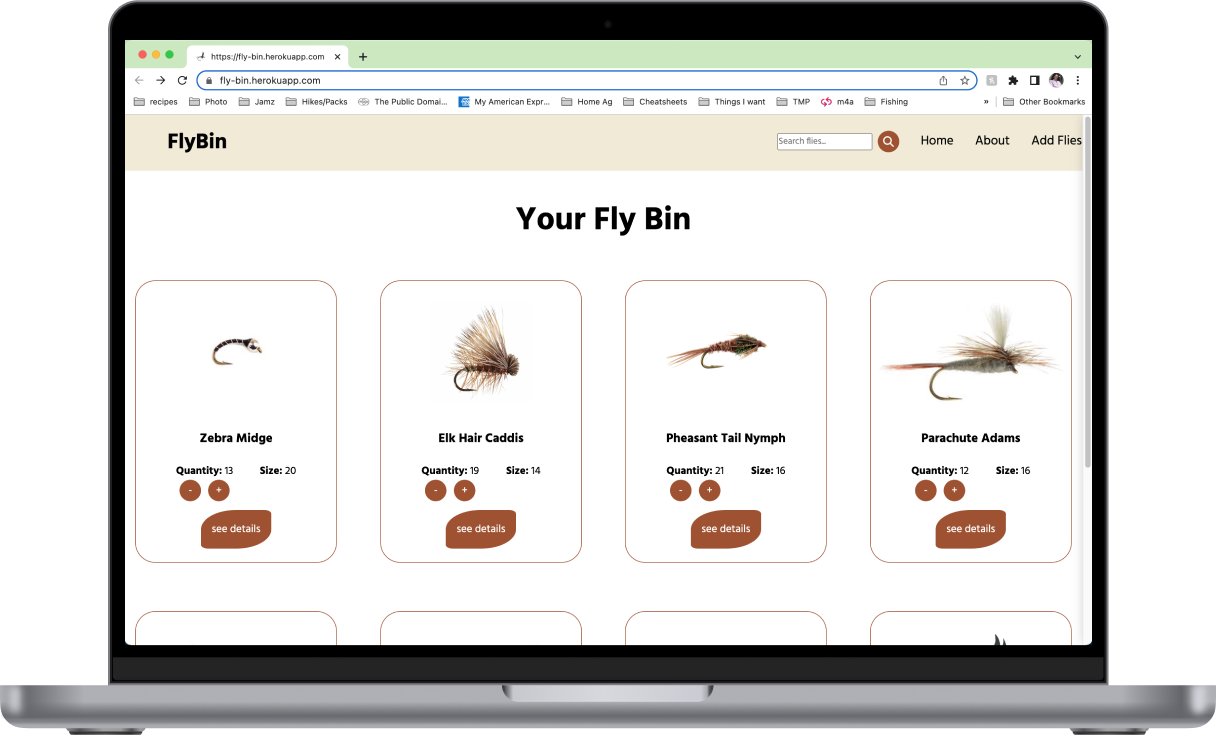 https://fly-bin.herokuapp.com
fly-bin.herokuapp.com
recipes Photo Jamz Hikes/Packs The Public Domai... My American Expr... Home Ag Cheatsheets Things I want TMP m4a Fishing » Other Bookmarks
FlyBin Search flies... Home About Add Flies
Your Fly Bin
Zebra Midge Elk Hair Caddis Pheasant Tail Nymph Parachute Adams
Quantity: 13 Size: 20 Quantity: 19 Size: 14 Quantity: 21 Size: 16 Quantity: 12 Size: 16
- + - + - + - +
see details see details see details see details